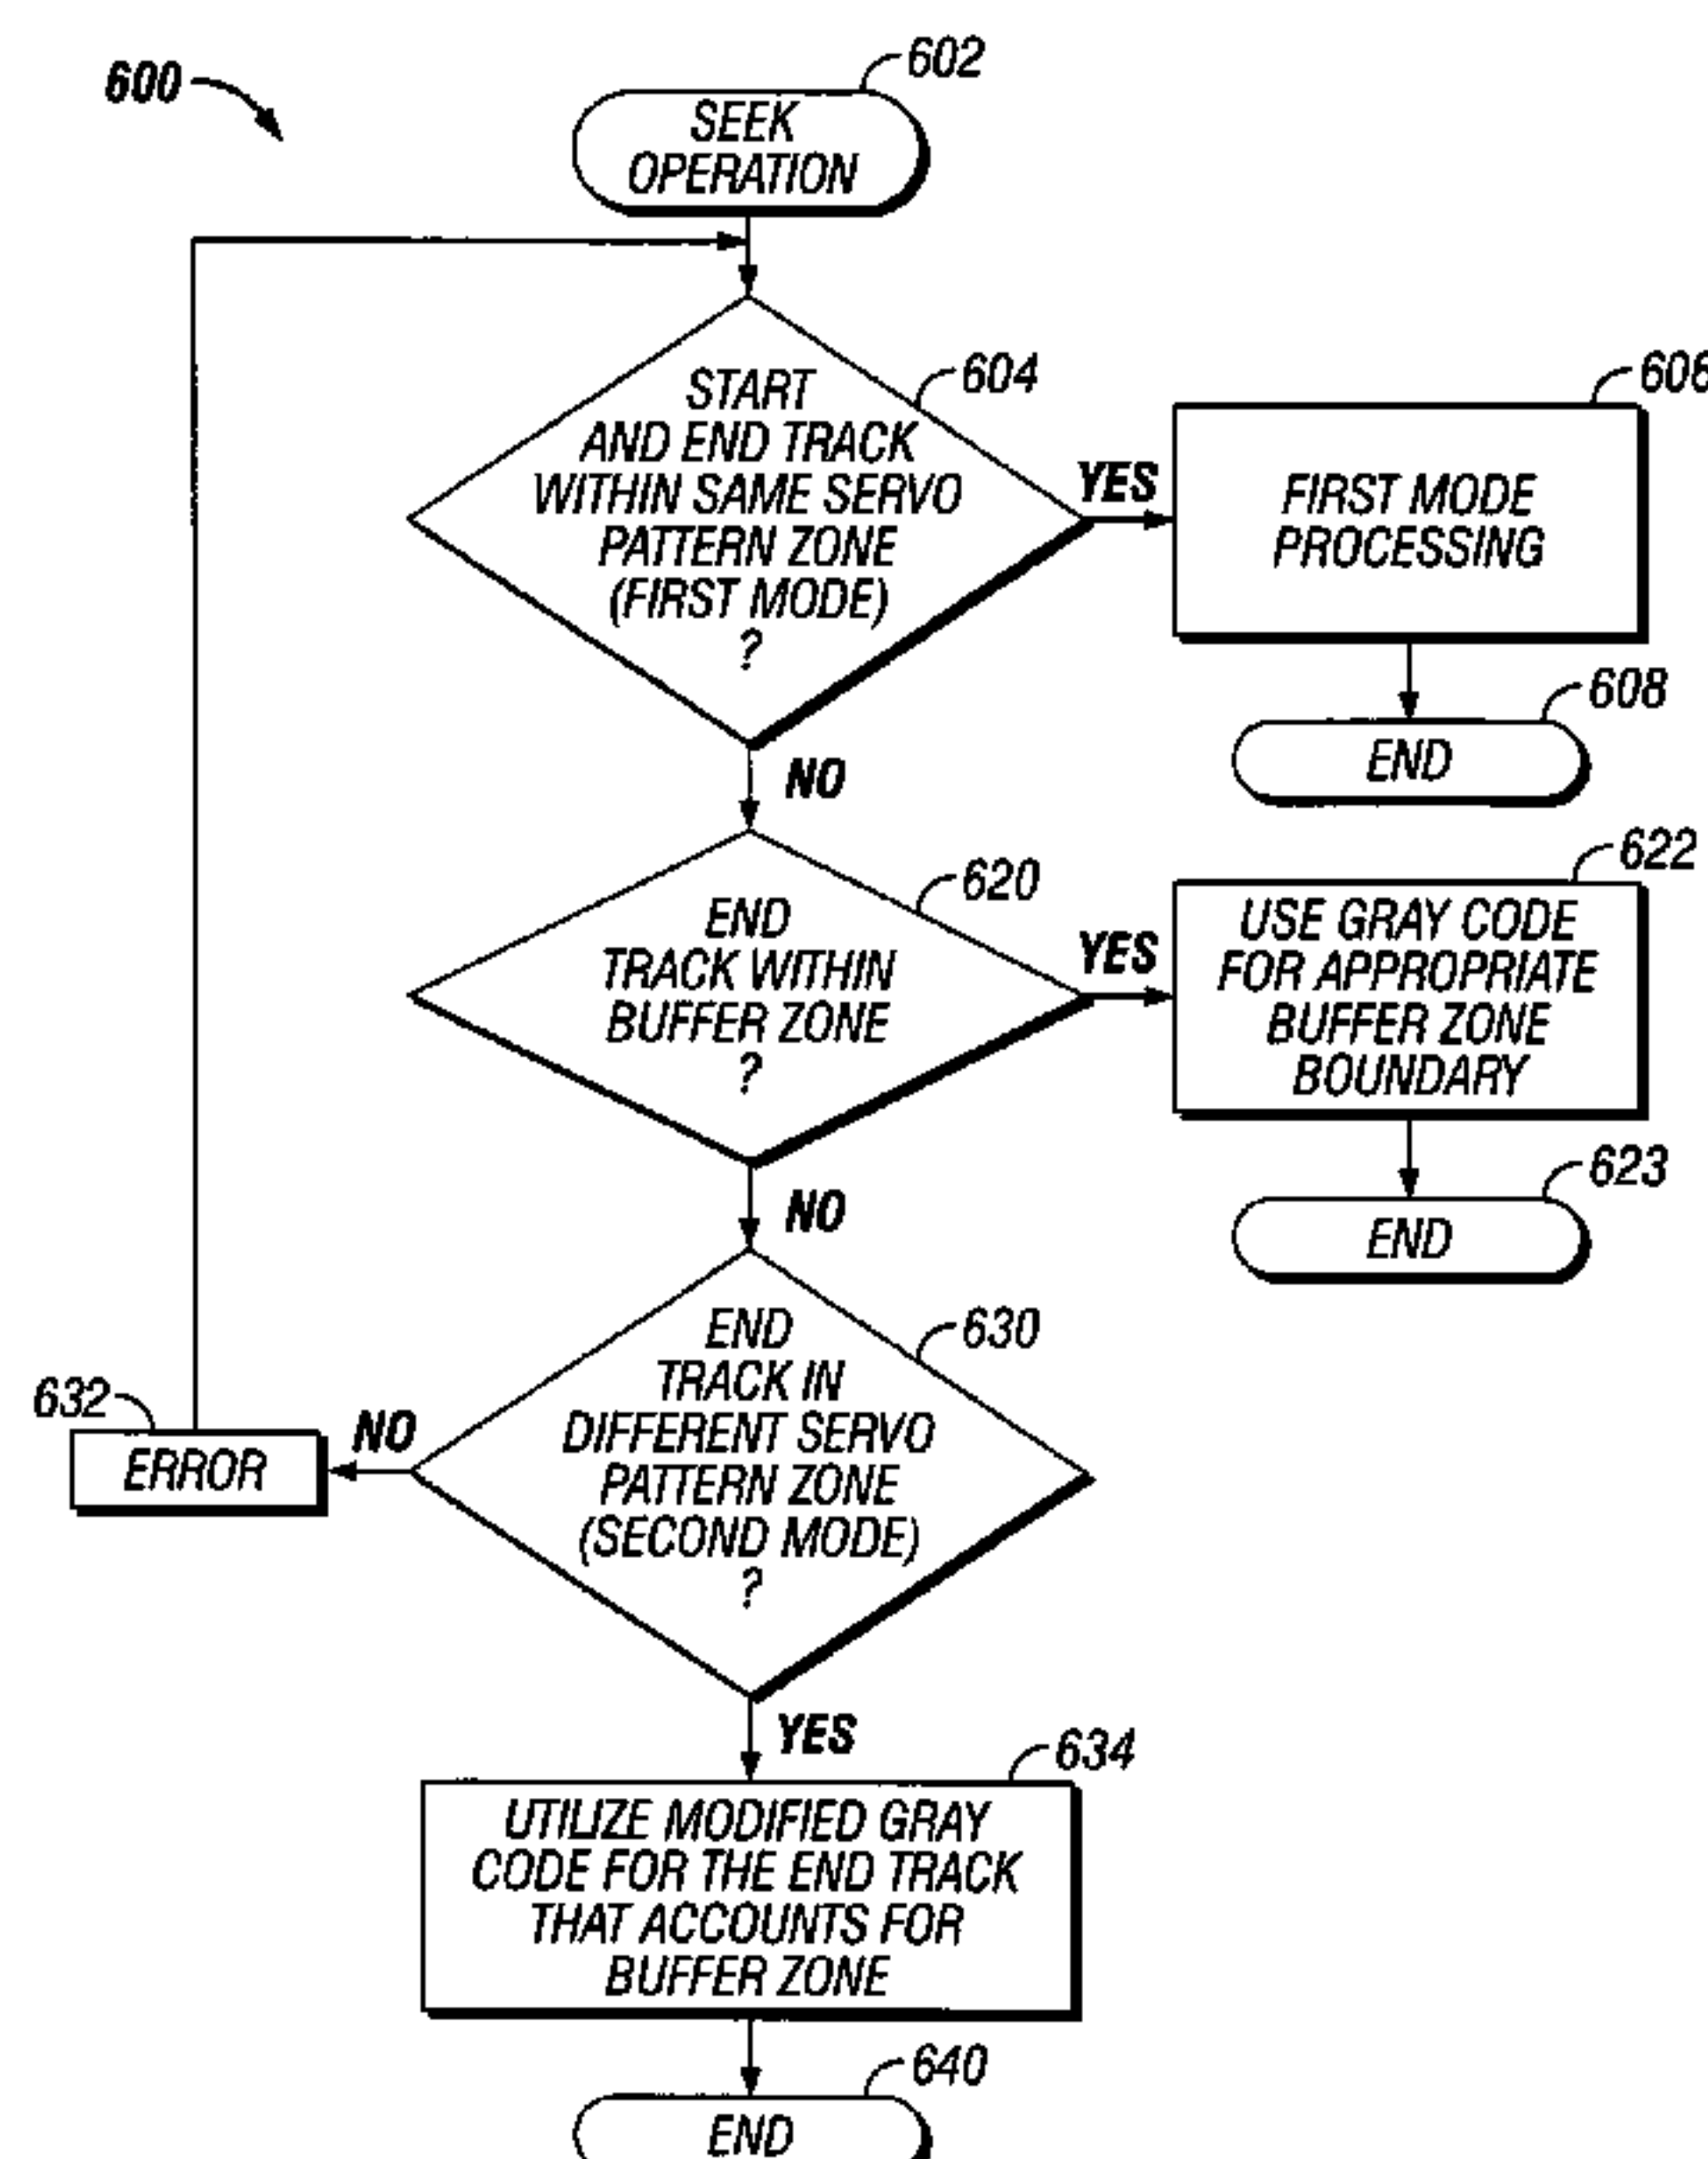 600
602
SEEK
OPERATION
604
START
AND END TRACK
WITHIN SAME SERVO
PATTERN ZONE
(FIRST MODE)
?
YES
606
FIRST MODE
PROCESSING
608
END
NO
620
END
TRACK WITHIN
BUFFER ZONE
?
YES
622
USE GRAY CODE
FOR APPROPRIATE
BUFFER ZONE
BOUNDARY
623
END
NO
630
END
TRACK IN
DIFFERENT SERVO
PATTERN ZONE
(SECOND MODE)
?
NO
632
ERROR
YES
634
UTILIZE MODIFIED GRAY
CODE FOR THE END TRACK
THAT ACCOUNTS FOR
BUFFER ZONE
640
END